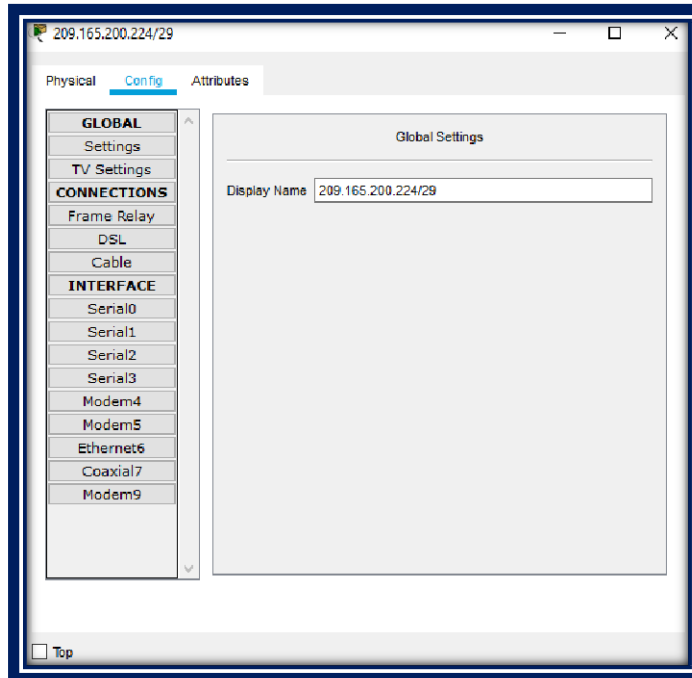 209.165.200.224/29
Physical Config Attributes
GLOBAL
Settings
TV Settings
CONNECTIONS
Frame Relay
DSL
Cable
INTERFACE
Serial0
Serial1
Serial2
Serial3
Modem4
Modem5
Ethernet6
Coaxial7
Modem9
Global Settings
Display Name 209.165.200.224/29
Top